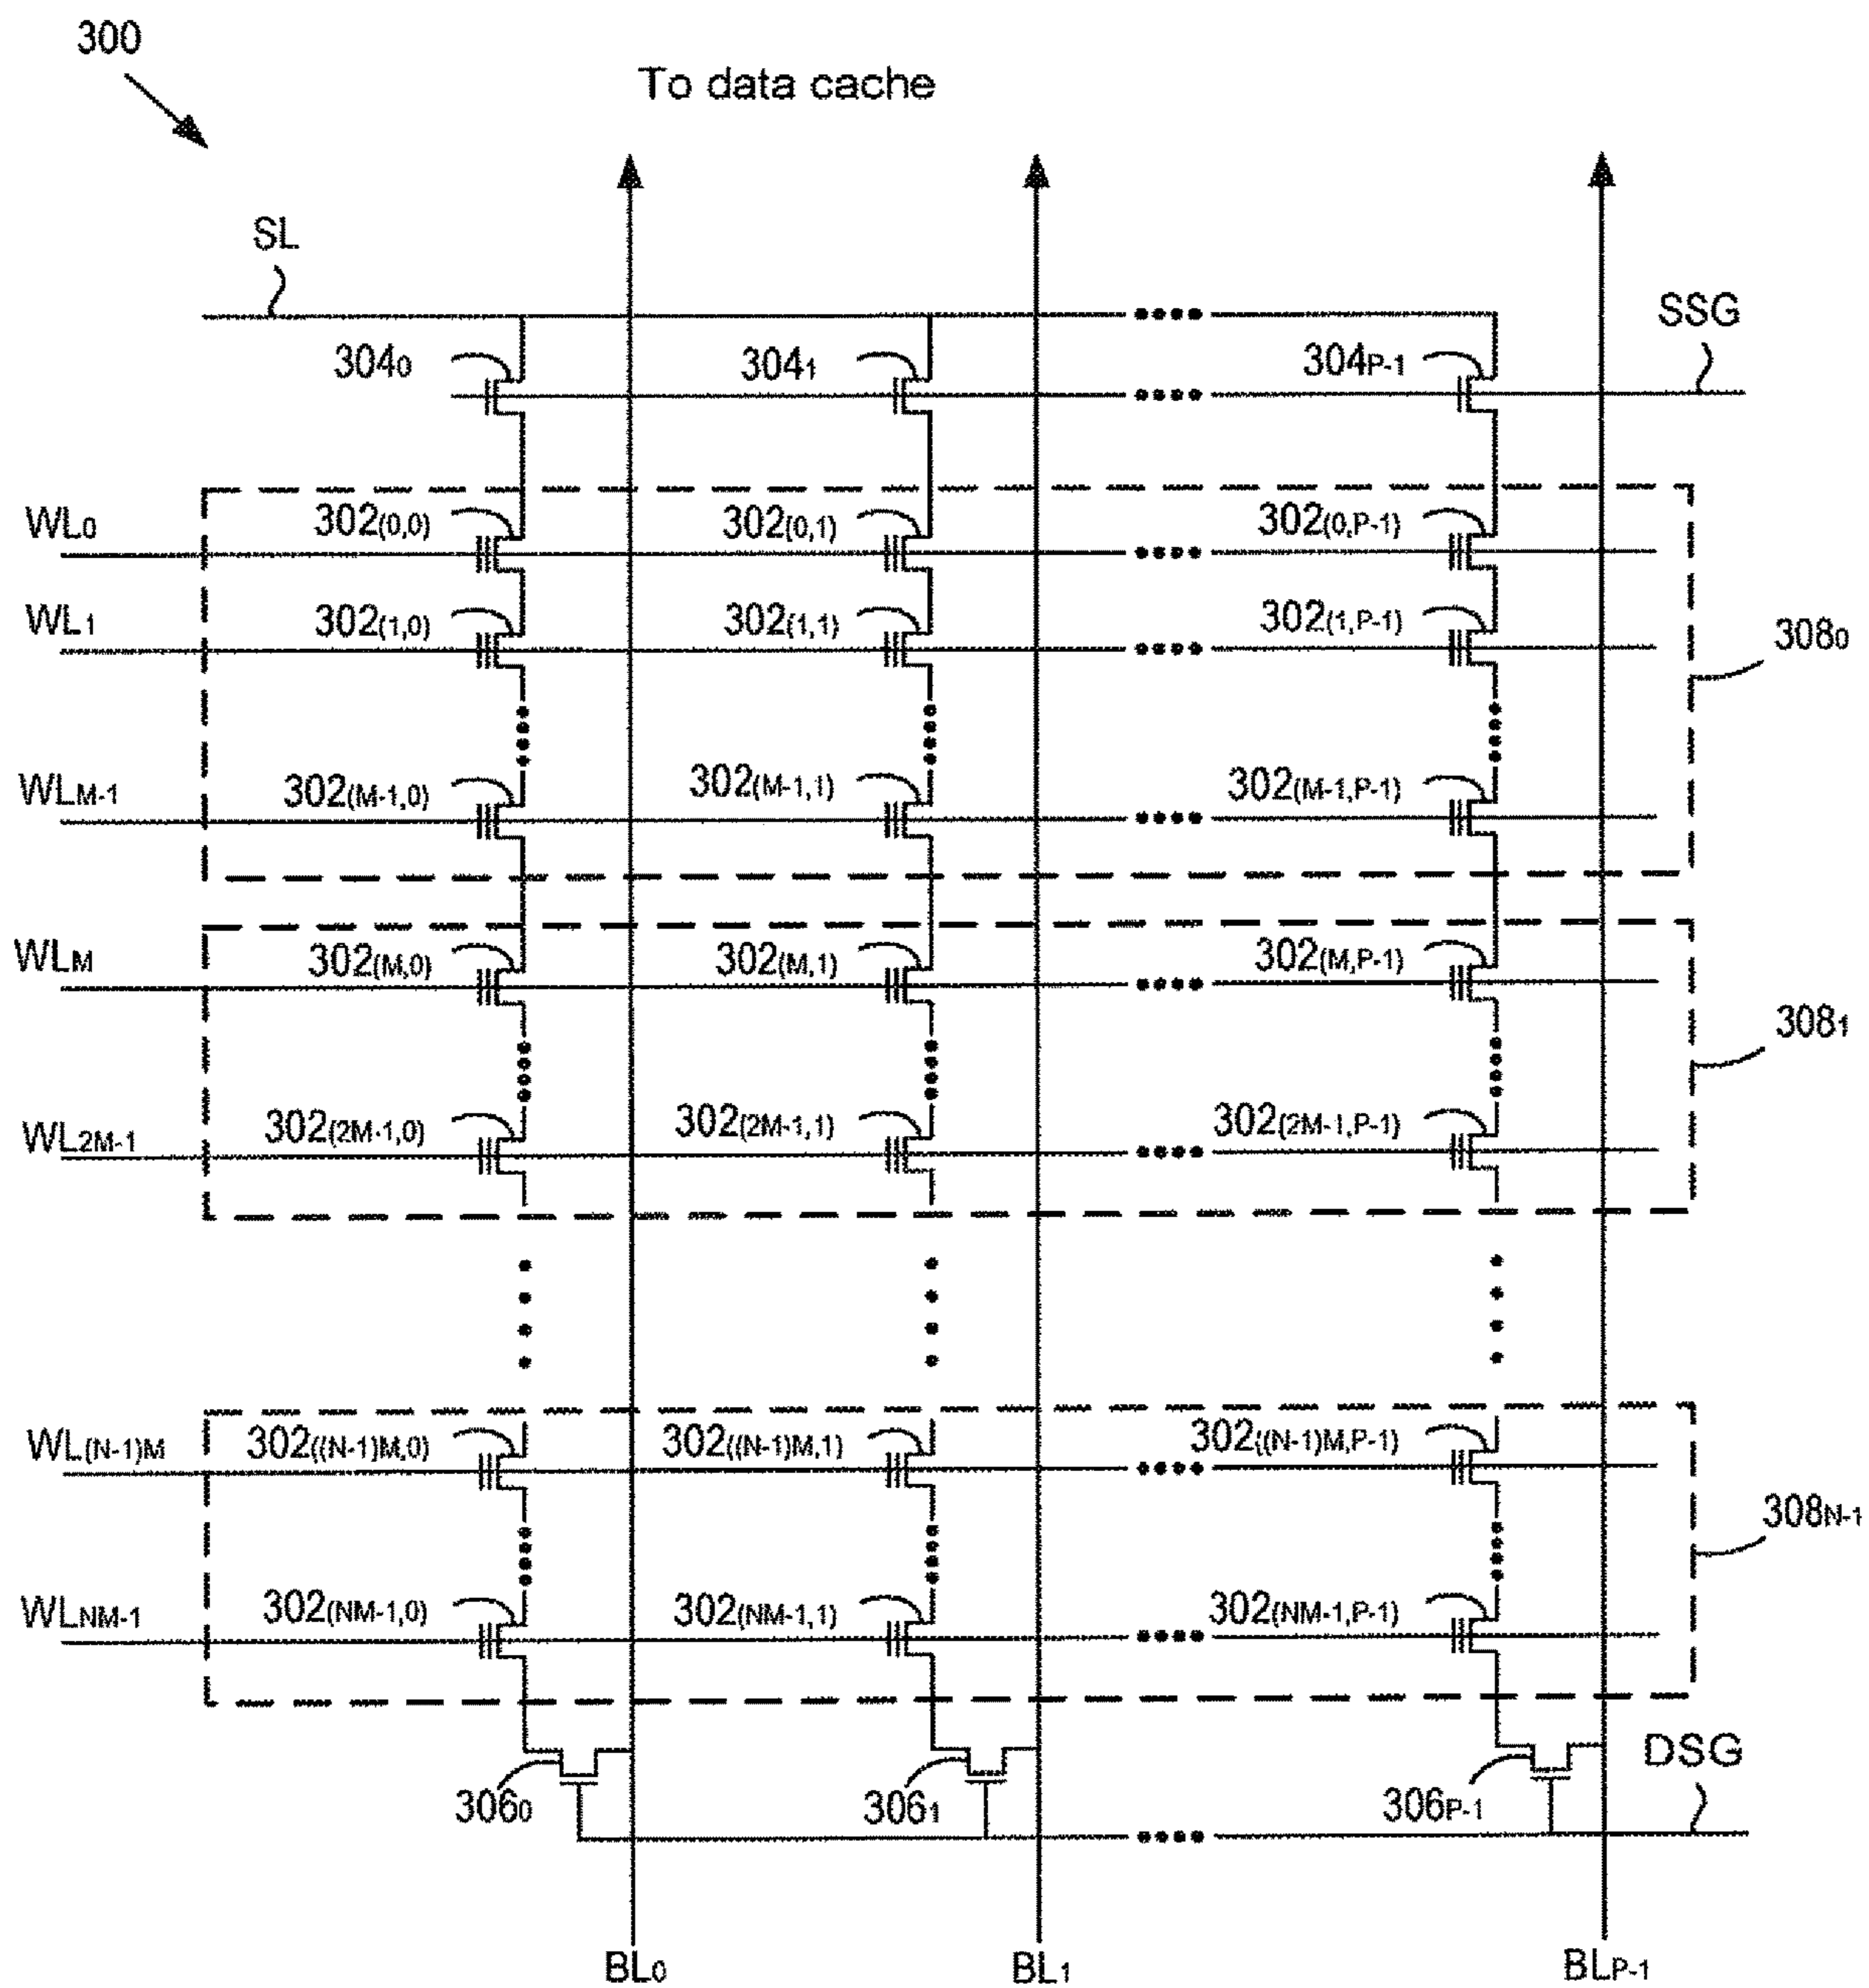 300
To data cache
SL
SSG
304₀ 304₁ 304P-1
WL₀ 302(0,0) 302(0,1) 302(0,P-1)
WL₁ 302(1,0) 302(1,1) 302(1,P-1)
308₀
WLM-1 302(M-1,0) 302(M-1,1) 302(M-1,P-1)
WLM 302(M,0) 302(M,1) 302(M,P-1)
308₁
WL2M-1 302(2M-1,0) 302(2M-1,1) 302(2M-1,P-1)
WL(N-1)M 302((N-1)M,0) 302((N-1)M,1) 302((N-1)M,P-1)
308N-1
WLNM-1 302(NM-1,0) 302(NM-1,1) 302(NM-1,P-1)
DSG
306₀ 306₁ 306P-1
BL₀ BL₁ BLP-1